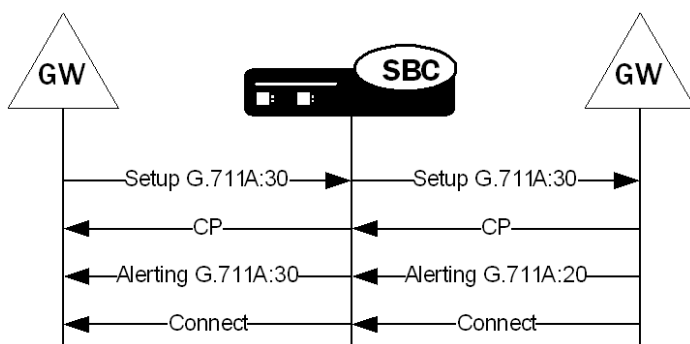 GW
SBC
GW
Setup G.711A:30
Setup G.711A:30
CP
CP
Alerting G.711A:30
Alerting G.711A:20
Connect
Connect